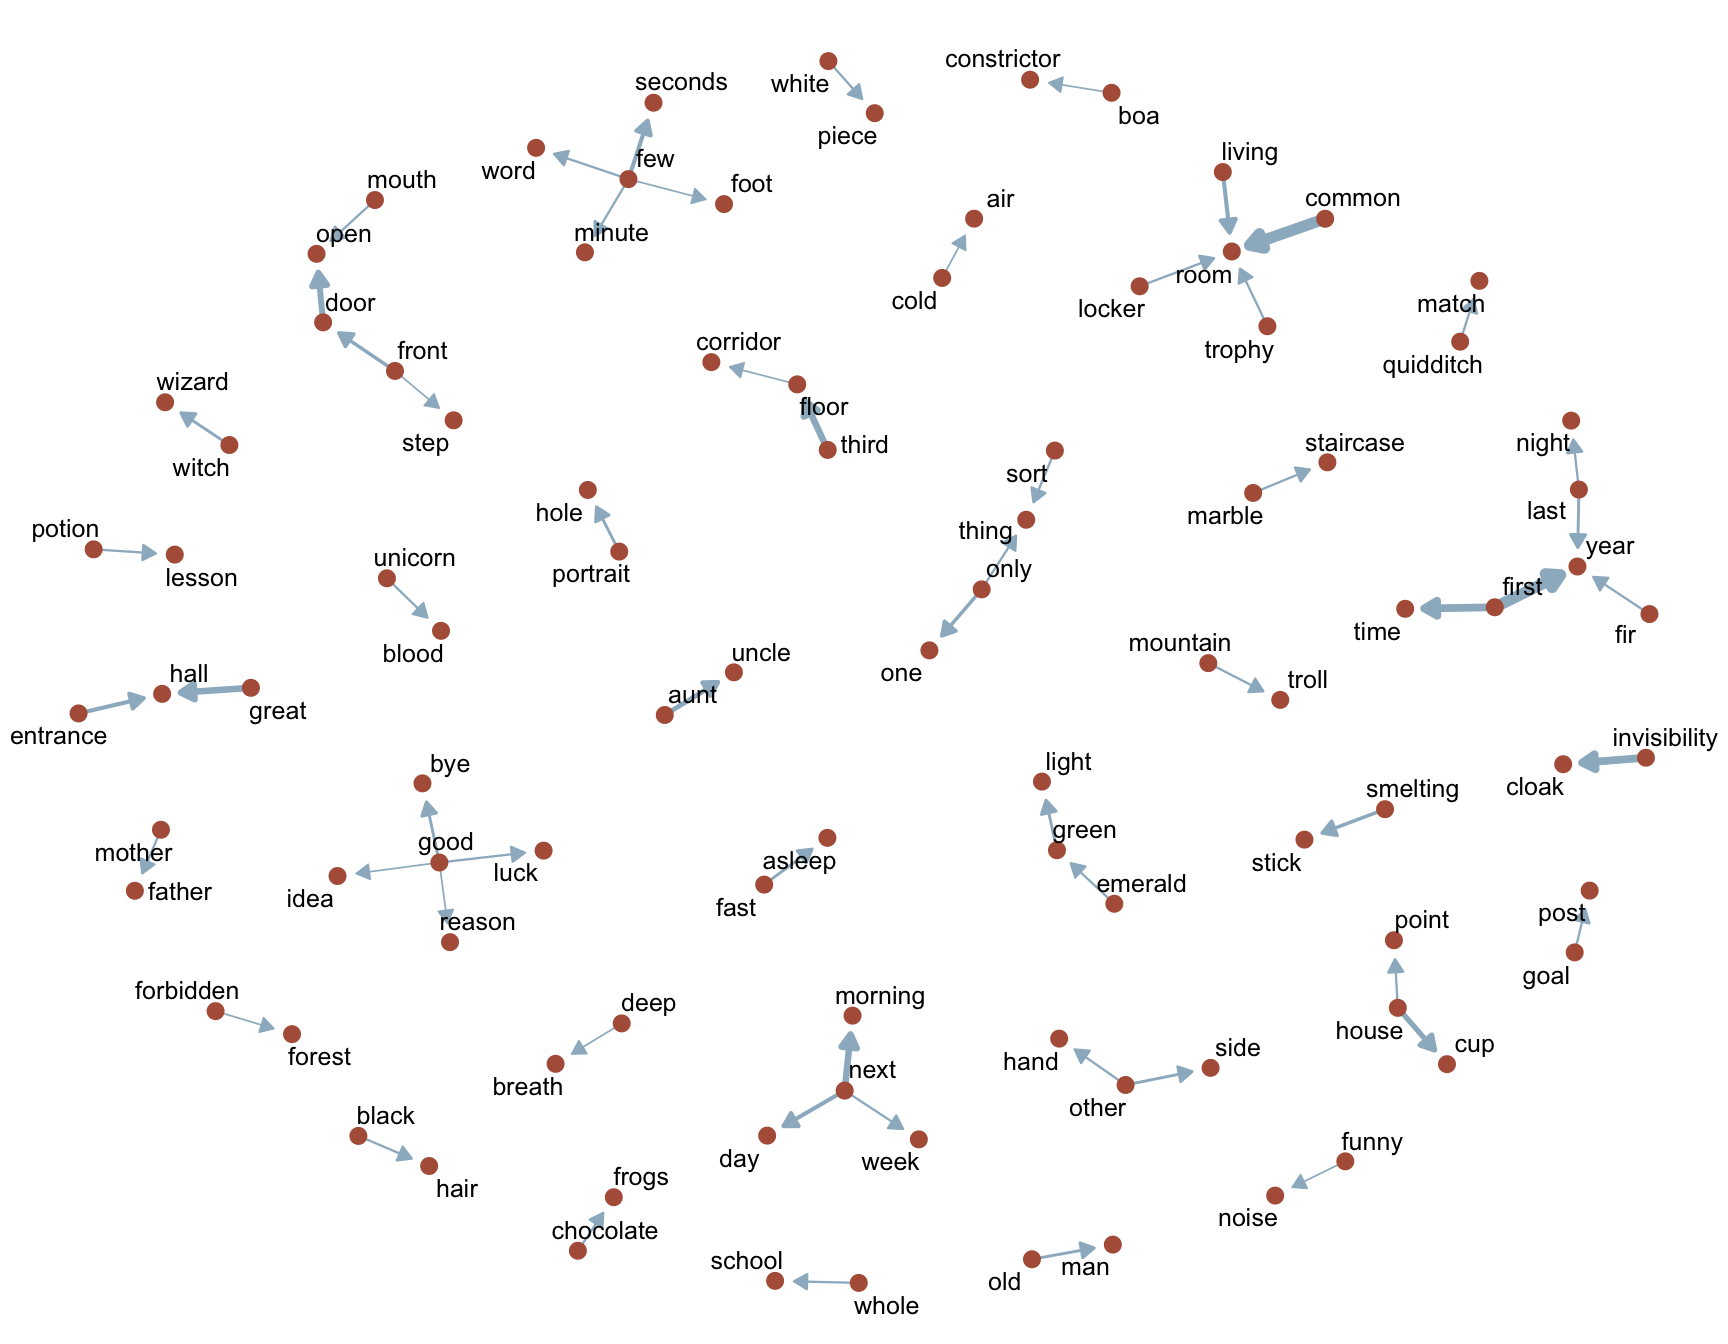 constrictor
seconds
white
boa
piece
living
few
word
mouth
foot
common
air
open
minute
room
cold
locker
door
match
corridor
front
trophy
quidditch
wizard
floor
step
third
staircase
night
witch
sort
hole
marble
last
potion
thing
year
unicorn
only
lesson
portrait
first
time
fir
blood
uncle
mountain
hall
one
troll
aunt
great
entrance
invisibility
bye
light
cloak
smelting
green
good
mother
asleep
stick
luck
emerald
father
idea
fast
post
reason
point
goal
forbidden
morning
deep
house
cup
side
forest
hand
next
breath
other
black
funny
day
week
frogs
hair
noise
chocolate
school
man
old
whole